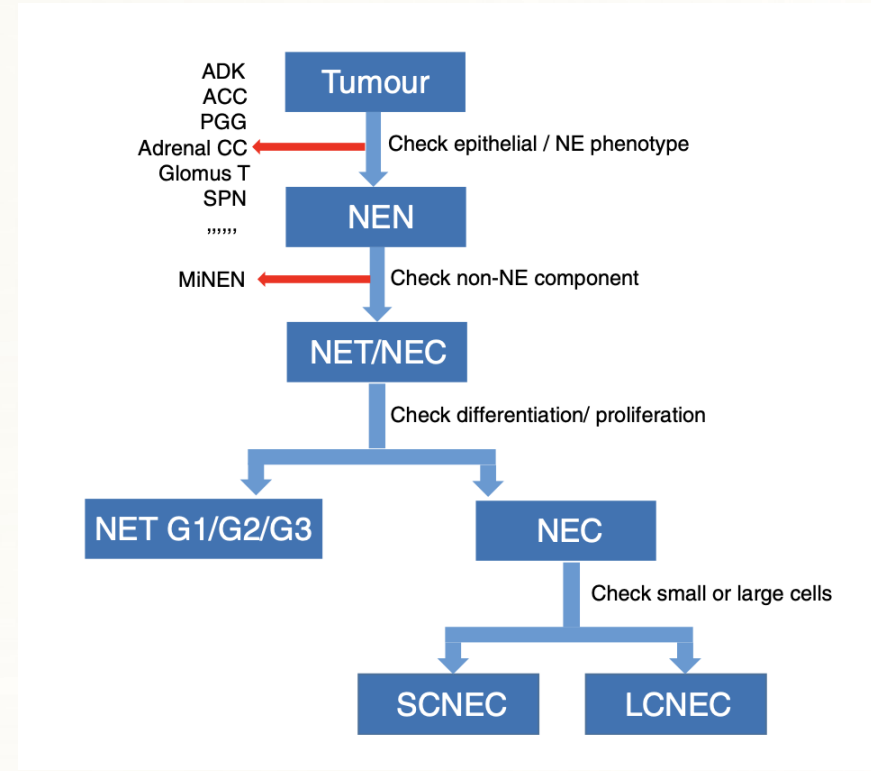 ADK
ACC
PGG
Adrenal CC
Glomus T
SPN
,,,,,,
Tumour
Check epithelial / NE phenotype
NEN
MiNEN
Check non-NE component
NET/NEC
Check differentiation/ proliferation
NET G1/G2/G3
NEC
Check small or large cells
SCNEC
LCNEC